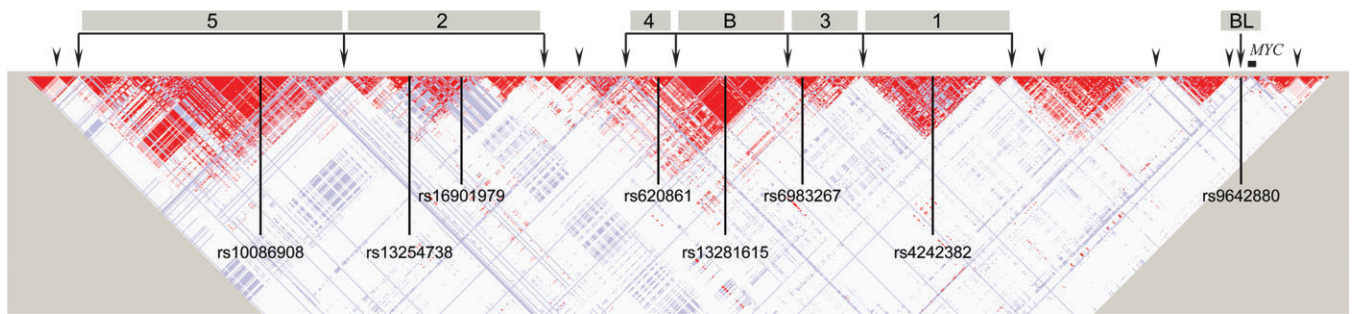 5 2 4 B 3 1 BL
MYC
rs16901979 rs620861 rs6983267 rs9642880
rs10086908 rs13254738 rs13281615 rs4242382